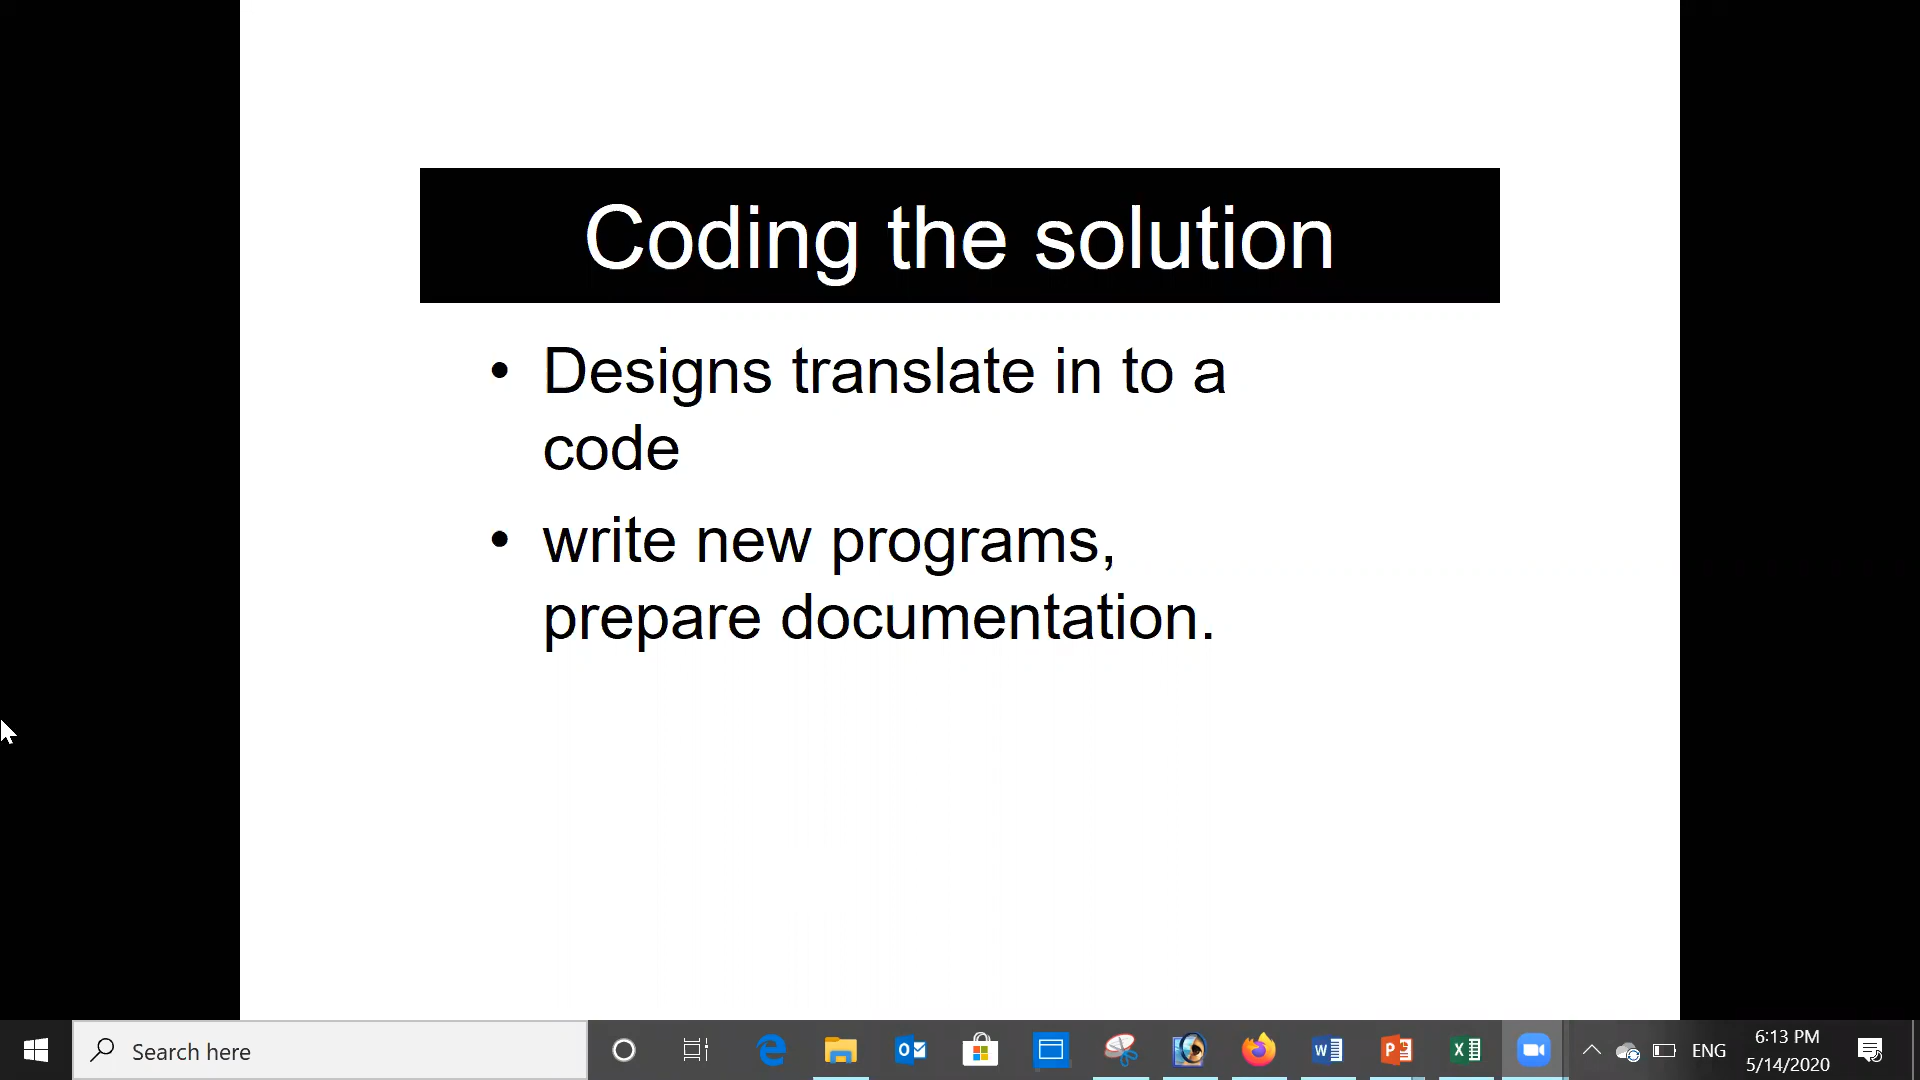 Coding the solution
• Designs translate in to a
code
• write new programs,
prepare documentation.
Search here
ENG
6:13 PM
5/14/2020